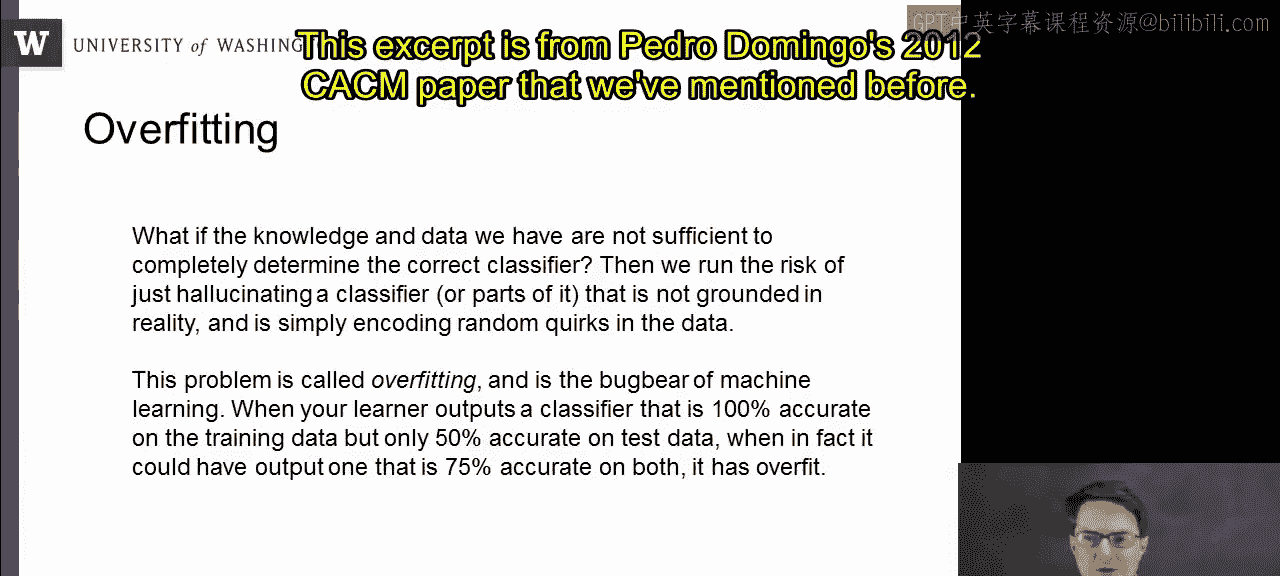 GPT中英字幕课程资源@bilibili.com
W UNIVERSITY of WASHING
This excerpt is from Pedro Domingo's 2012
CACM paper that we've mentioned before.
Overfitting
What if the knowledge and data we have are not sufficient to
completely determine the correct classifier? Then we run the risk of
just hallucinating a classifier (or parts of it) that is not grounded in
reality, and is simply encoding random quirks in the data.
This problem is called overfitting, and is the bugbear of machine
learning. When your learner outputs a classifier that is 100% accurate
on the training data but only 50% accurate on test data, when in fact it
could have output one that is 75% accurate on both, it has overfit.